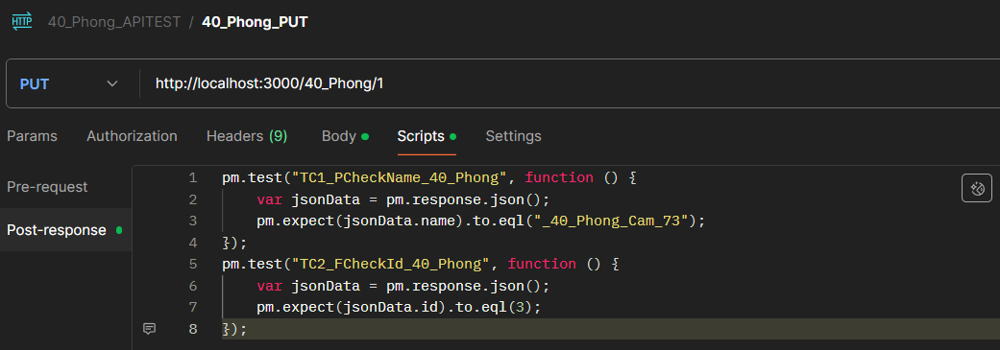 HTTP 40_Phong_APITEST / 40_Phong_PUT
PUT http://localhost:3000/40_Phong/1
Params Authorization Headers (9) Body Scripts Settings
Pre-request
Post-response
1 pm.test("TC1_PCheckName_40_Phong", function () {
2 var jsonData = pm.response.json();
3 pm.expect(jsonData.name).to.eql("_40_Phong_Cam_73");
4 });
5 pm.test("TC2_FCheckId_40_Phong", function () {
6 var jsonData = pm.response.json();
7 pm.expect(jsonData.id).to.eql(3);
8 });